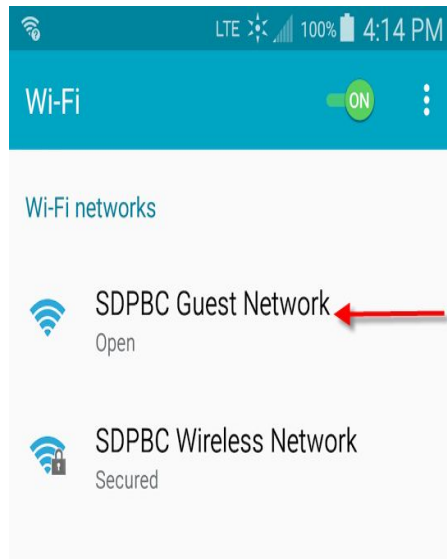 LTE 100% 4:14 PM
Wi-Fi ON
Wi-Fi networks
SDPBC Guest Network
Open
SDPBC Wireless Network
Secured